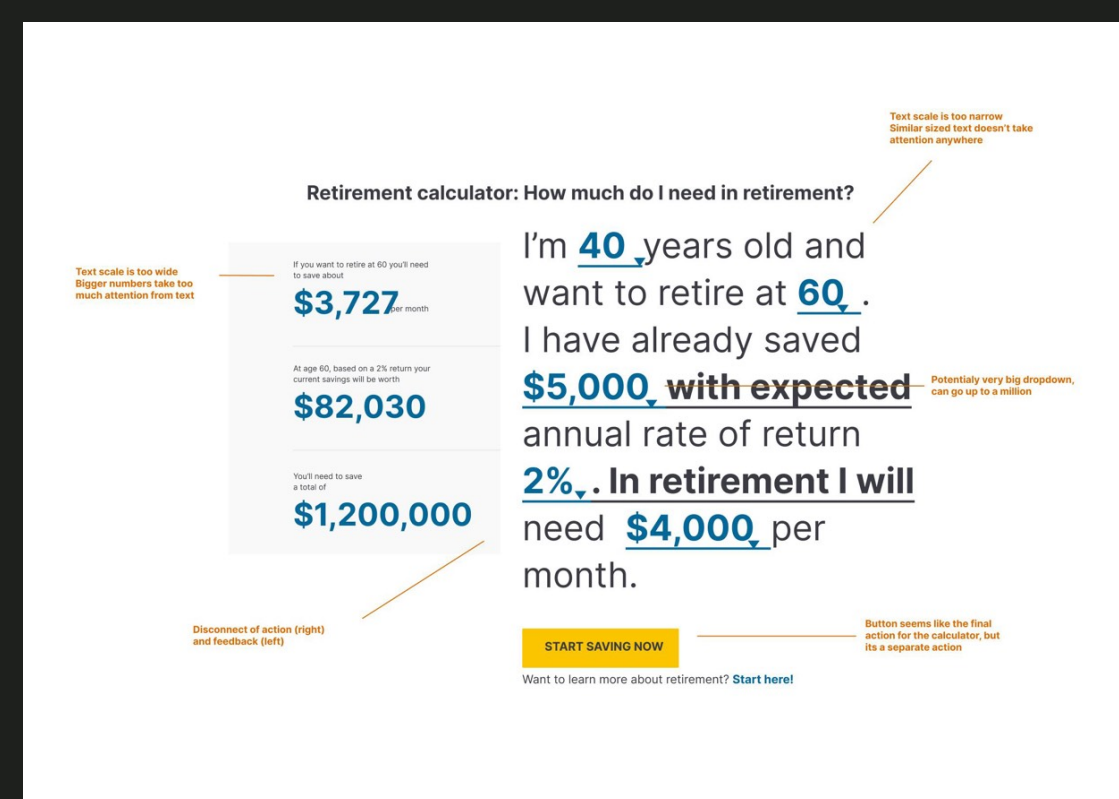 Text scale is too narrow
Similar sized text doesn't take
attention anywhere
Retirement calculator: How much do I need in retirement?
Text scale is too wide
Bigger numbers take too
much attention from text
If you want to retire at 60 you'll need
to save about
$3,727 per month
At age 60, based on a 2% return your
current savings will be worth
$82,030
You'll need to save
a total of
$1,200,000
I'm 40 years old and
want to retire at 60 .
I have already saved
$5,000 with expected
annual rate of return
2% . In retirement I will
need $4,000 per
month.
Potentialy very big dropdown,
can go up to a million
Disconnect of action (right)
and feedback (left)
START SAVING NOW
Want to learn more about retirement? Start here!
Button seems like the final
action for the calculator, but
its a separate action